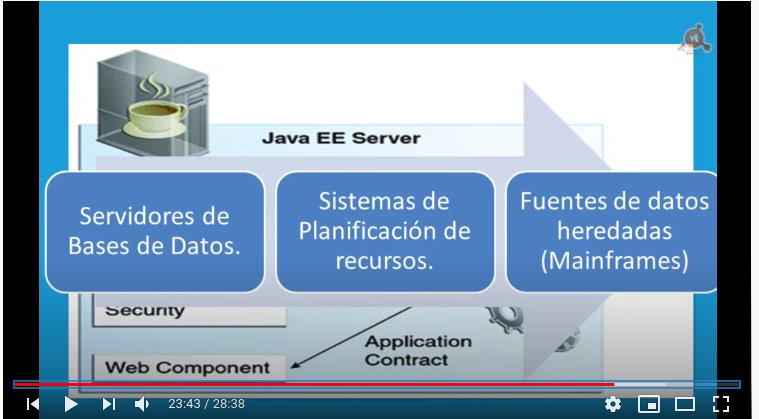 Java EE Server
Servidores de
Bases de Datos.
Sistemas de
Planificación de
recursos.
Fuentes de datos
heredadas
(Mainframes)
Security
Application
Contract
Web Component
23:43 / 28:38